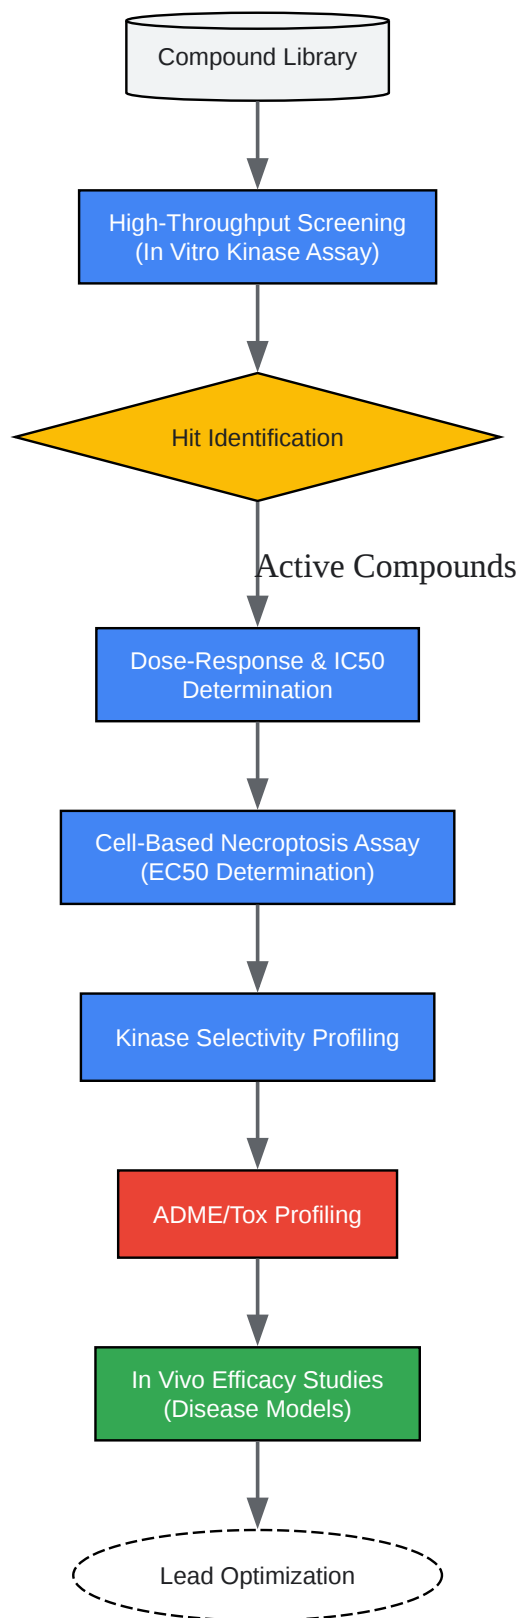 Compound Library
High-Throughput Screening
(In Vitro Kinase Assay)
Hit Identification
Active Compounds
Dose-Response & IC50
Determination
Cell-Based Necroptosis Assay
(EC50 Determination)
Kinase Selectivity Profiling
ADME/Tox Profiling
In Vivo Efficacy Studies
(Disease Models)
Lead Optimization